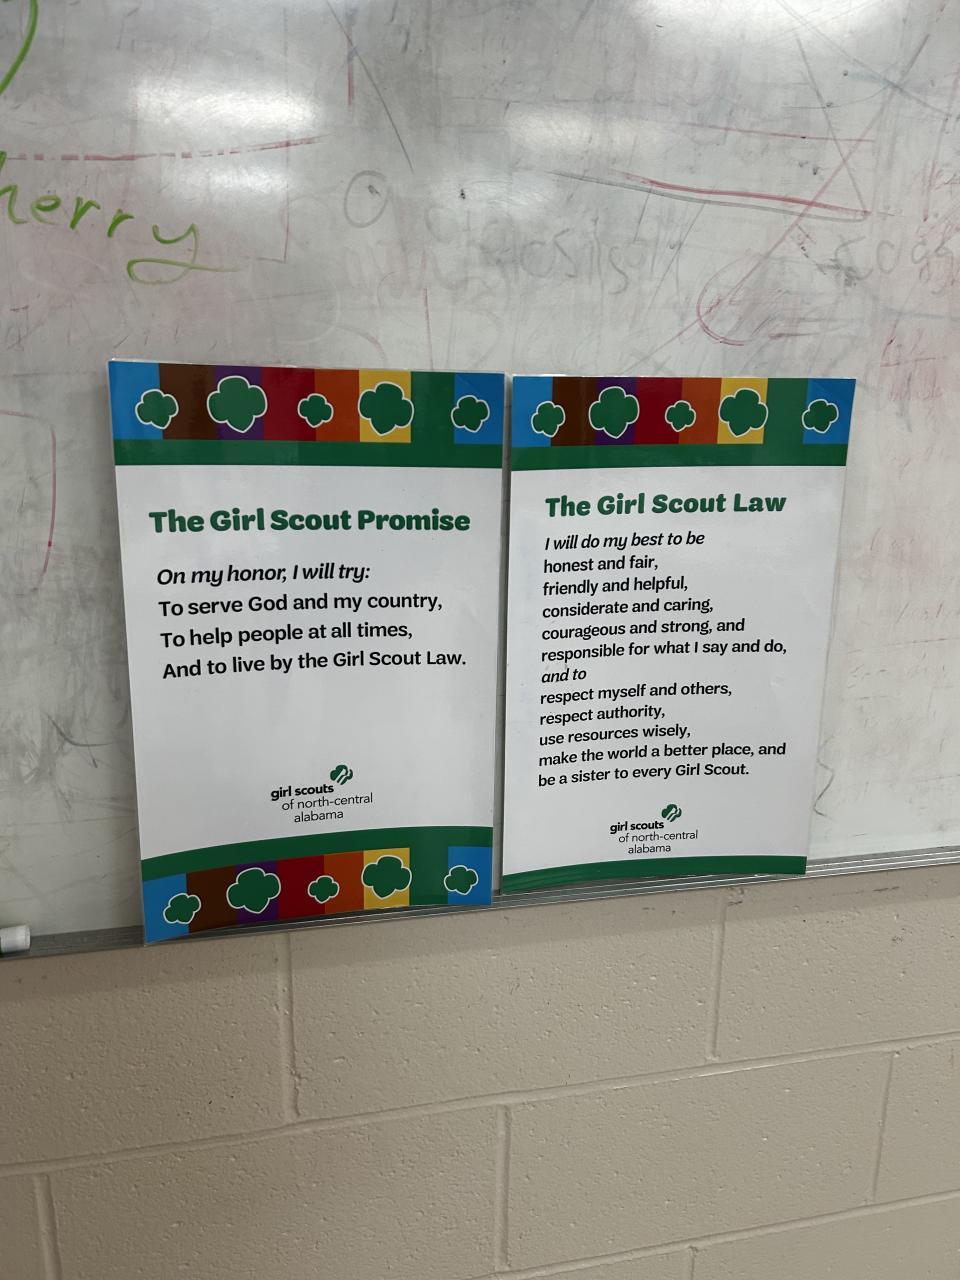 herry
The Girl Scout Promise
On my honor, I will try:
To serve God and my country,
To help people at all times,
And to live by the Girl Scout Law.
girl scouts
of north-central
alabama
The Girl Scout Law
I will do my best to be
honest and fair,
friendly and helpful,
considerate and caring,
courageous and strong, and
responsible for what I say and do,
and to
respect myself and others,
respect authority,
use resources wisely,
make the world a better place, and
be a sister to every Girl Scout.
girl scouts
of north-central
alabama